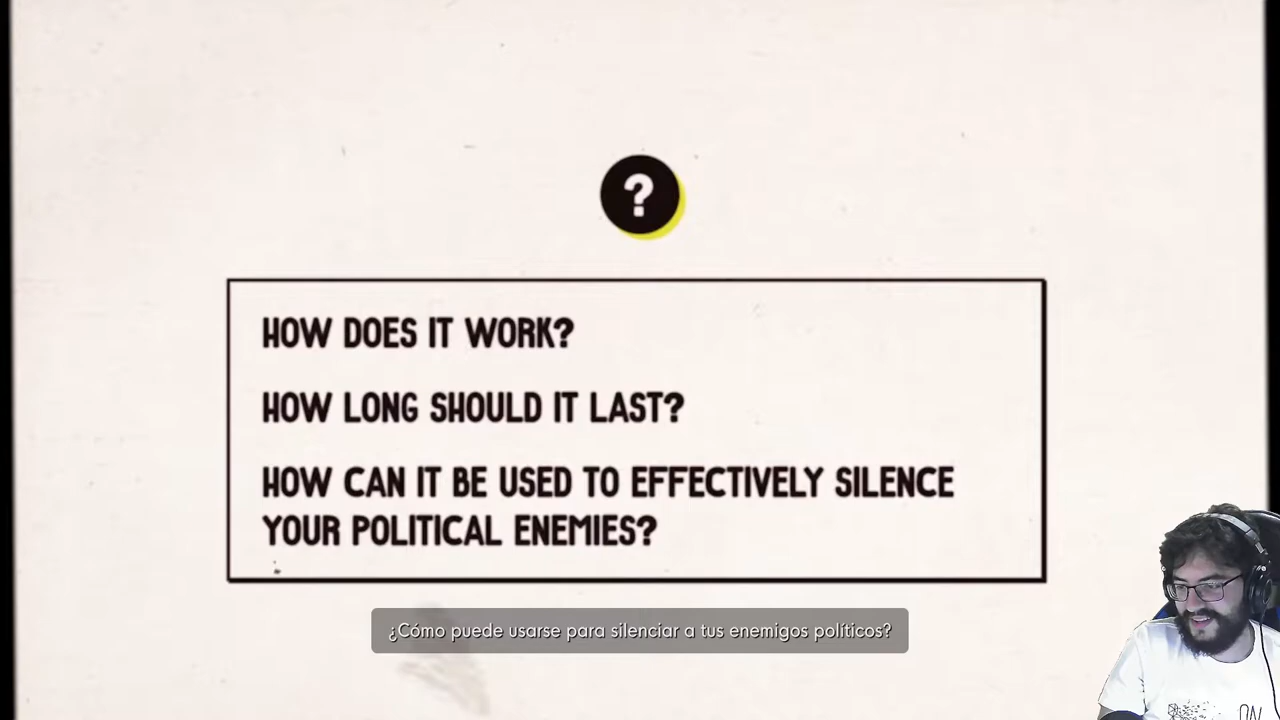 ?
HOW DOES IT WORK?
HOW LONG SHOULD IT LAST?
HOW CAN IT BE USED TO EFFECTIVELY SILENCE
YOUR POLITICAL ENEMIES?
¿Cómo puede usarse para silenciar a tus enemigos políticos?